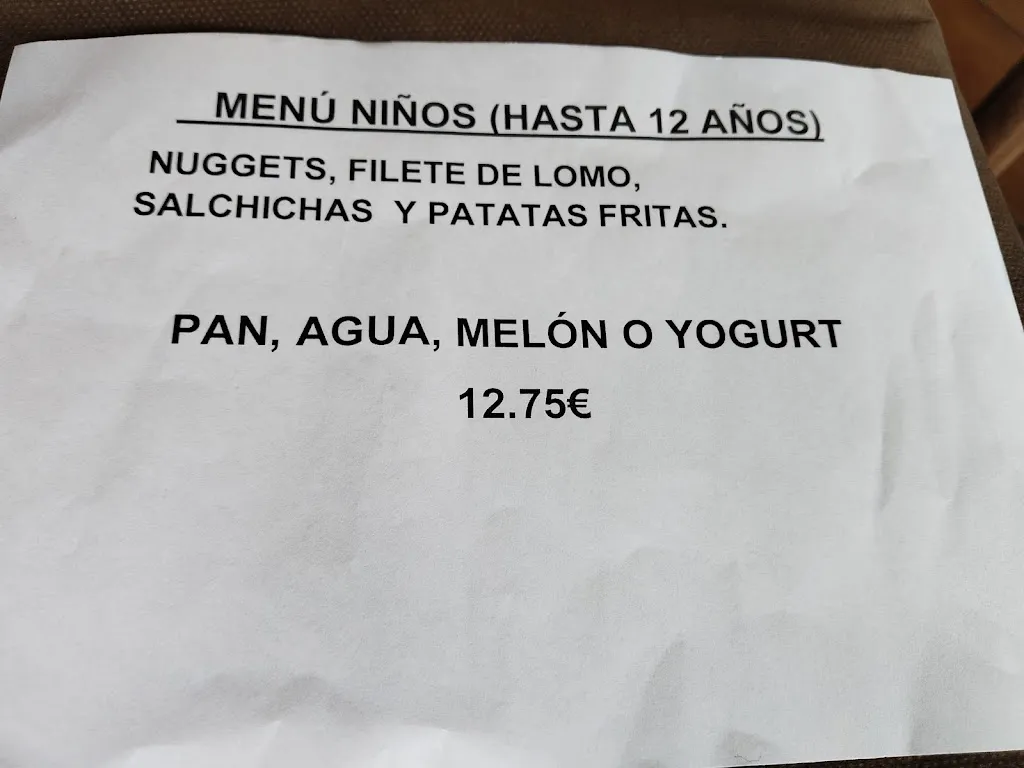 MENÚ NIÑOS (HASTA 12 AÑOS)
NUGGETS, FILETE DE LOMO,
SALCHICHAS Y PATATAS FRITAS.
PAN, AGUA, MELÓN O YOGURT
12.75€